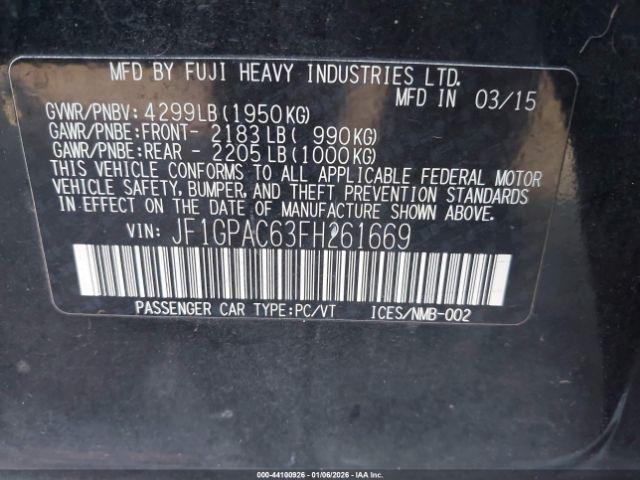 MFD BY FUJI HEAVY INDUSTRIES LTD.
MFD IN 03/15
GVWR/PNBV: 4299LB(1950KG)
GAWR/PNBE:FRONT- 2183LB( 990KG)
GAWR/PNBE:REAR - 2205LB(1000KG)
THIS VEHICLE CONFORMS TO ALL APPLICABLE FEDERAL MOTOR
VEHICLE SAFETY, BUMPER, AND THEFT PREVENTION STANDARDS
IN EFFECT ON THE DATE OF MANUFACTURE SHOWN ABOVE.
VIN: JF1GPAC63FH261669
PASSENGER CAR TYPE:PC/VT ICES/NMB-002
000-44100926 - 01/06/2026 - IAA Inc.